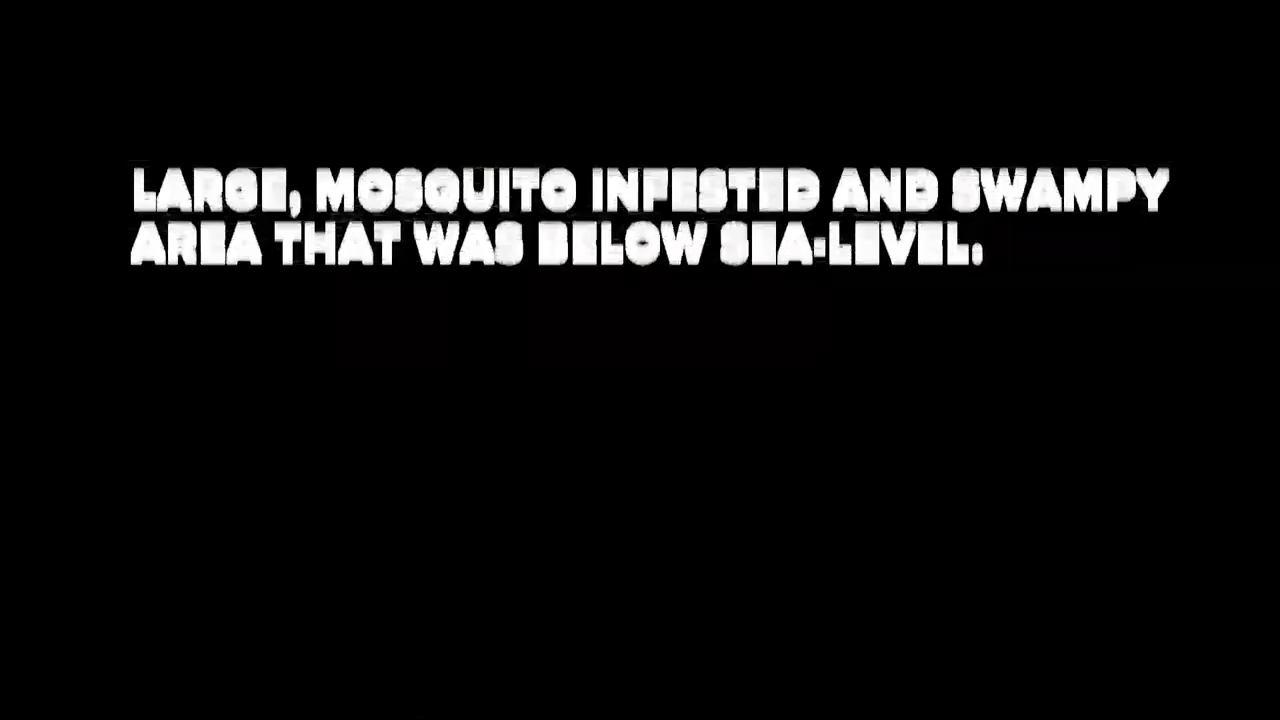 LARGE, MOSQUITO INFESTED AND SWAMPY
AREA THAT WAS BELOW SEA-LEVEL.